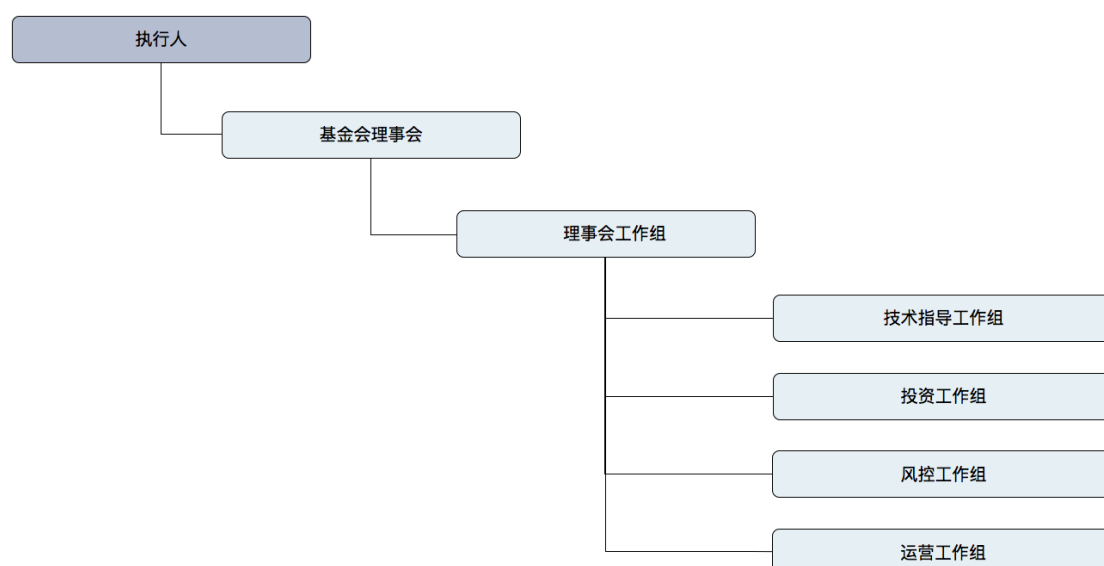 执行人
基金会理事会
理事会工作组
技术指导工作组
投资工作组
风控工作组
运营工作组